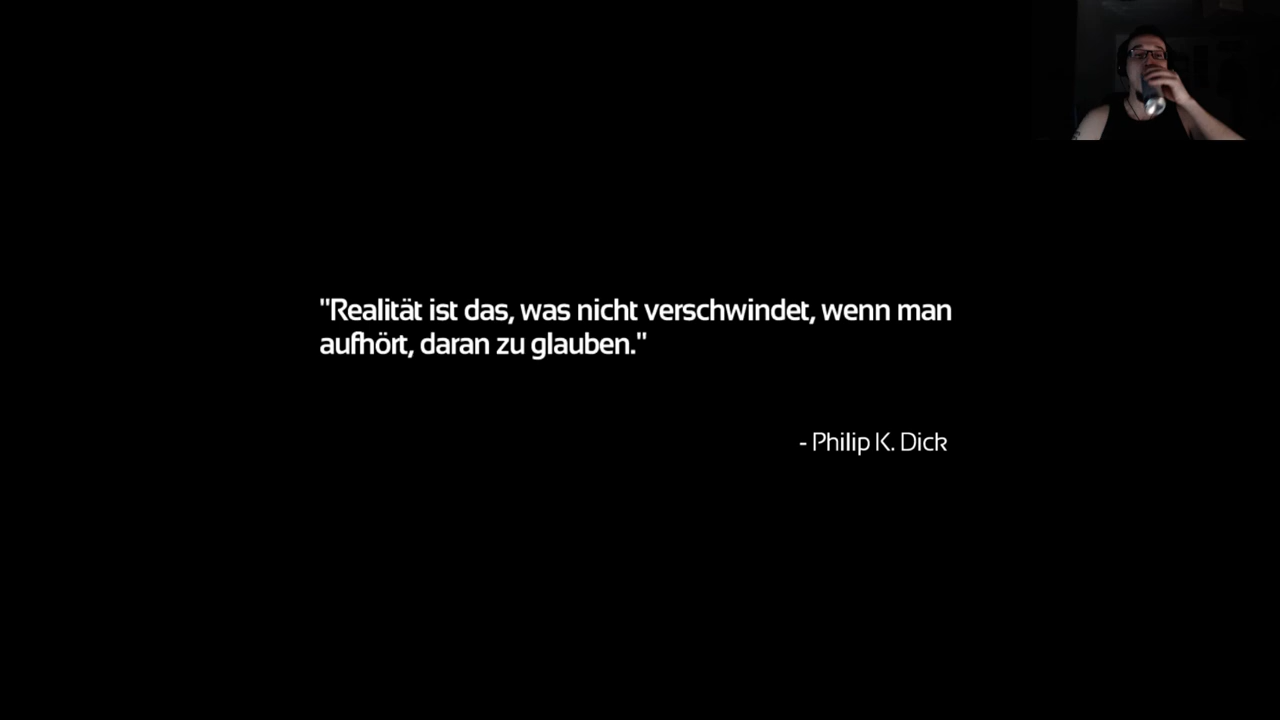 "Realität ist das, was nicht verschwindet, wenn man
aufhört, daran zu glauben."
- Philip K. Dick